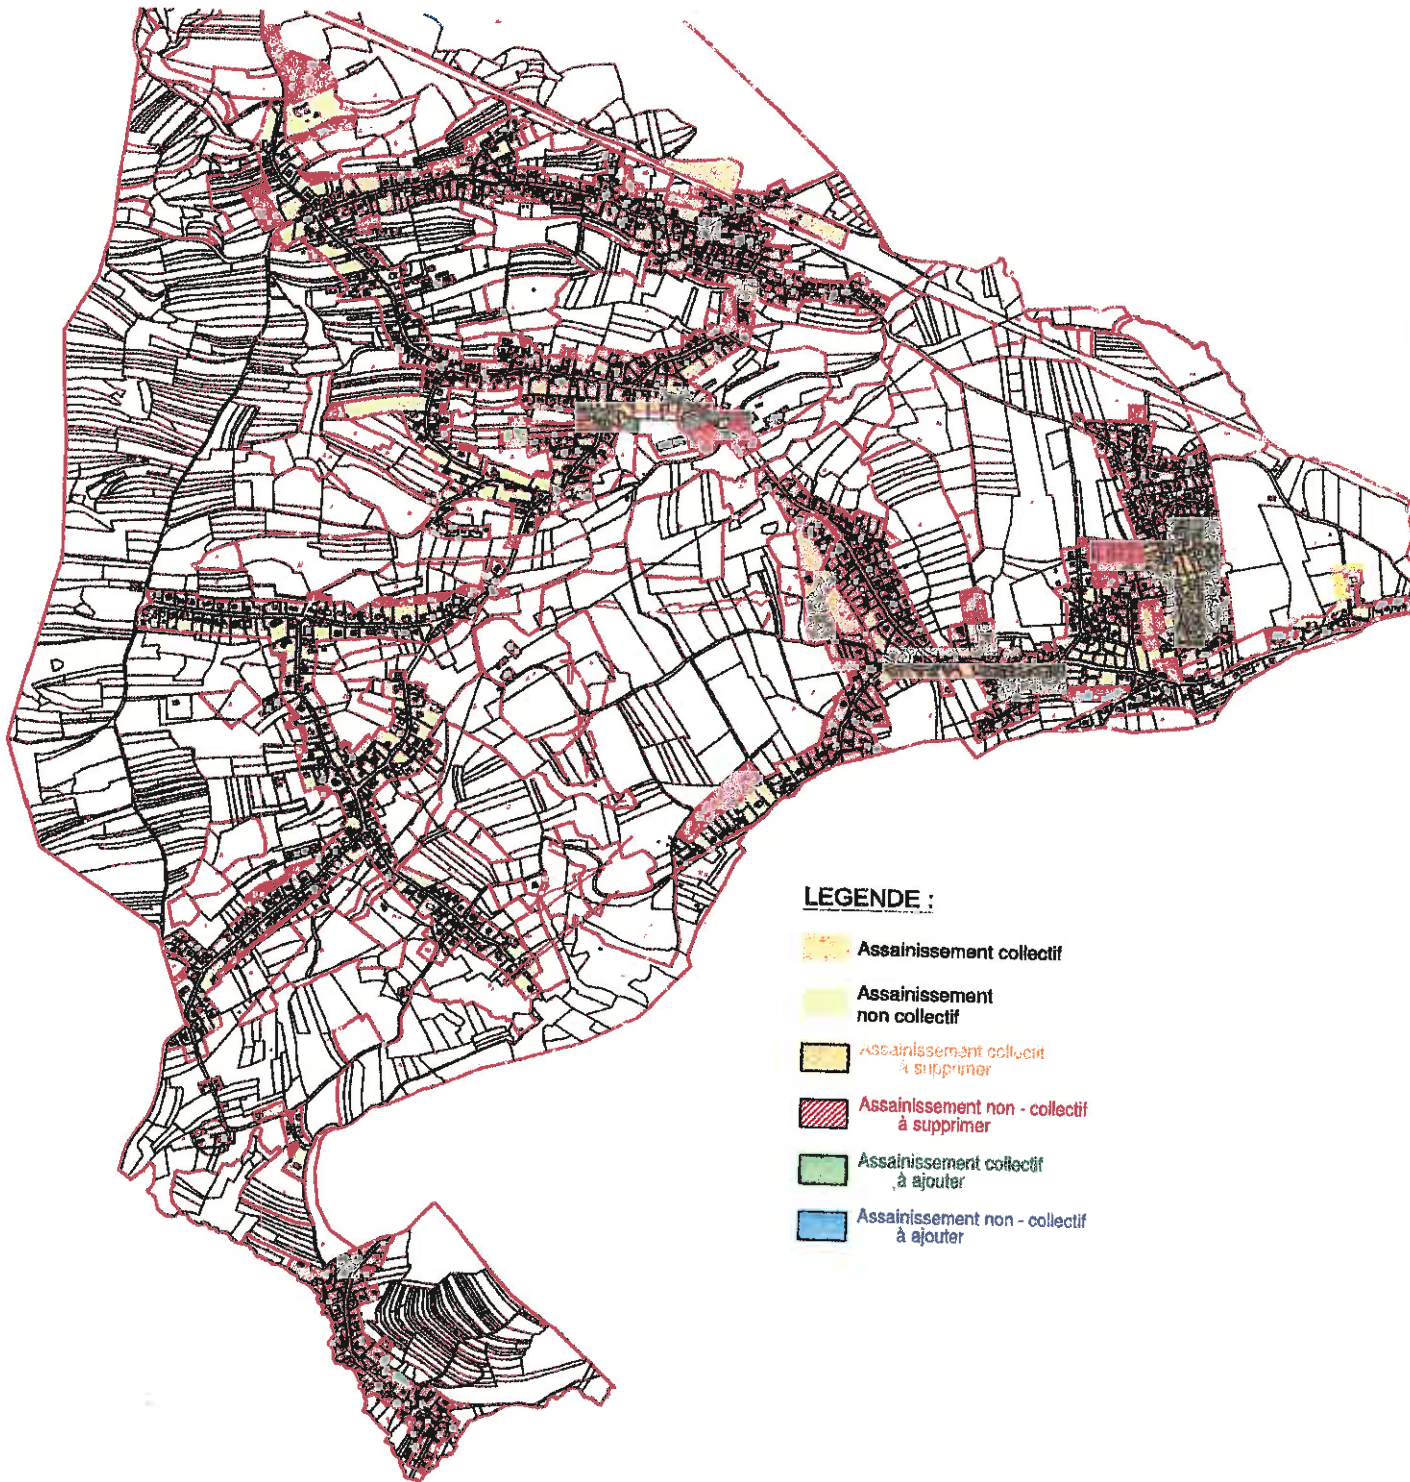 LEGENDE :
Assainissement collectif
Assainissement
non collectif
Assainissement collectif
à supprimer
Assainissement non - collectif
à supprimer
Assainissement collectif
à ajouter
Assainissement non - collectif
à ajouter